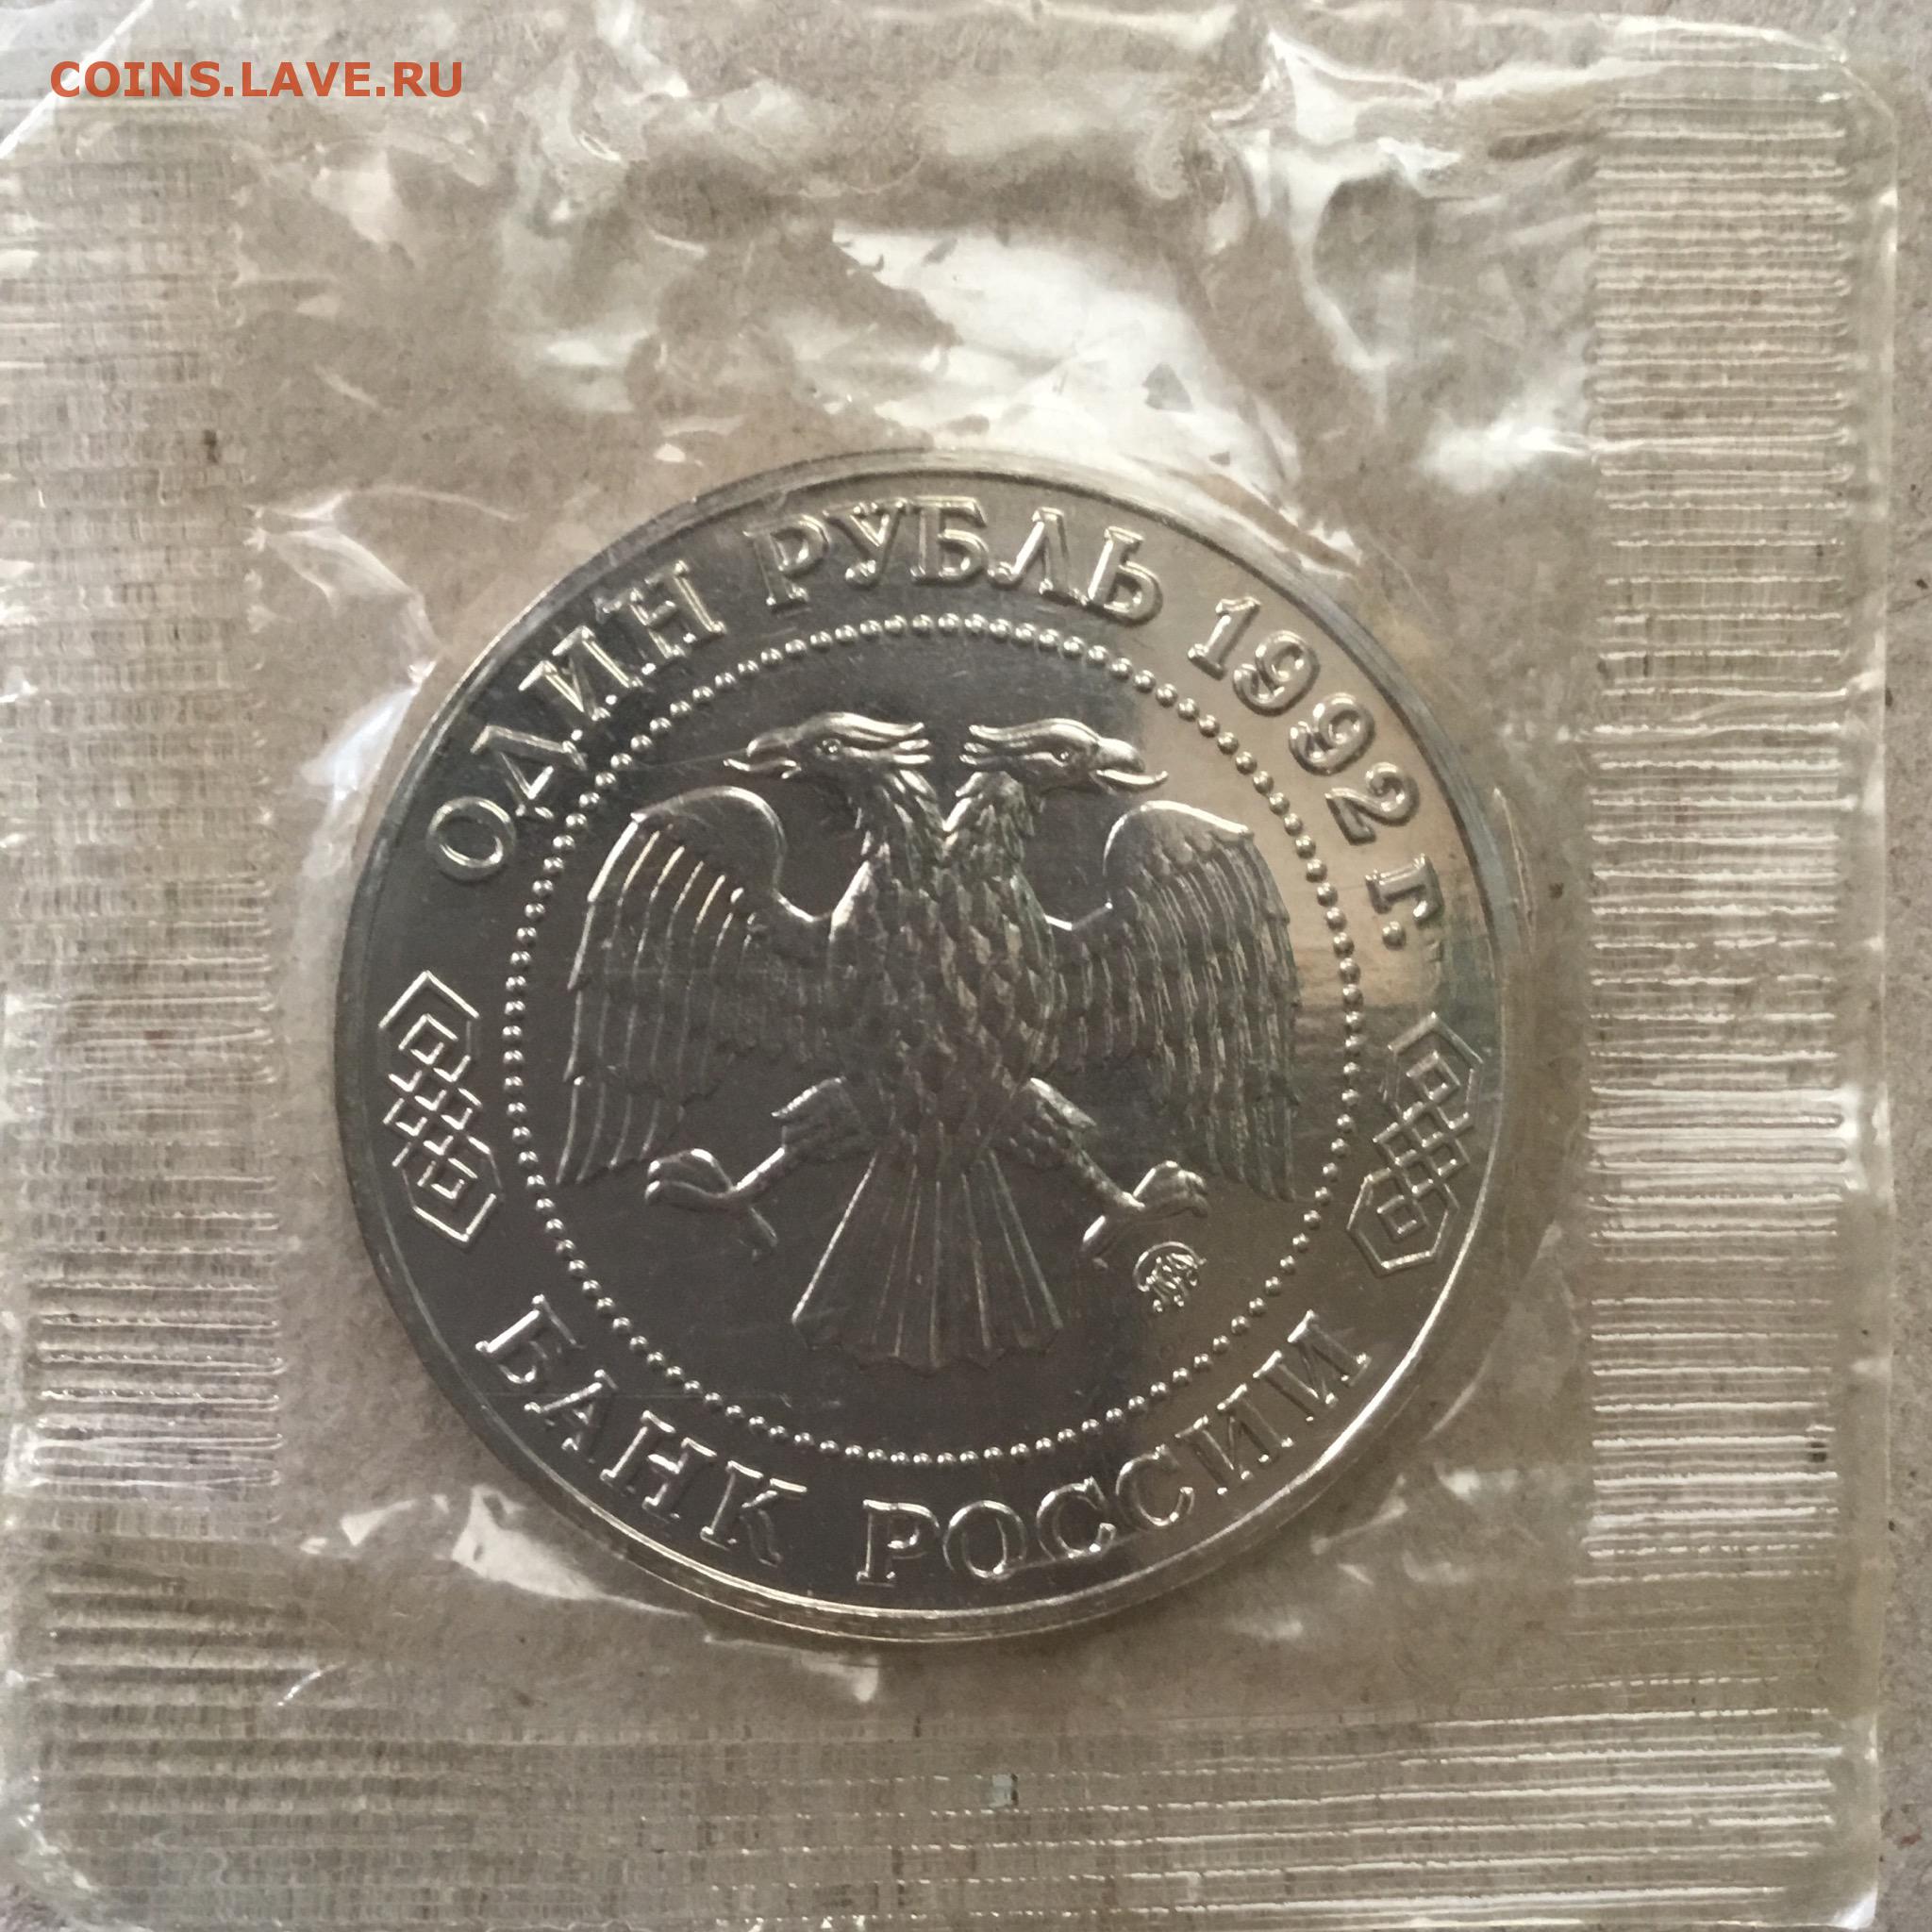 COINS.LAVE.RU
ОДИН РУБЛЬ 1992 Г.
БАНК РОССИИ